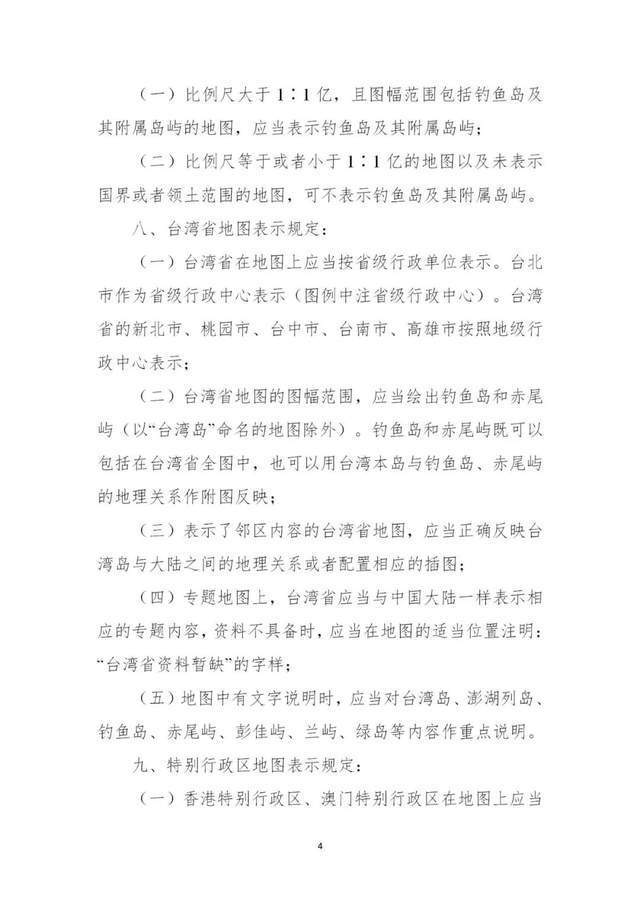 （一）比例尺大于1∶1亿，且图幅范围包括钓鱼岛及
其附属岛屿的地图，应当表示钓鱼岛及其附属岛屿；
（二）比例尺等于或者小于1∶1亿的地图以及未表示
国界或者领土范围的地图，可不表示钓鱼岛及其附属岛屿。
八、台湾省地图表示规定：
（一）台湾省在地图上应当按省级行政单位表示。台北
市作为省级行政中心表示（图例中注省级行政中心）。台湾
省的新北市、桃园市、台中市、台南市、高雄市按照地级行
政中心表示；
（二）台湾省地图的图幅范围，应当绘出钓鱼岛和赤尾
屿（以“台湾岛”命名的地图除外）。钓鱼岛和赤尾屿既可以
包括在台湾省全图中，也可以用台湾本岛与钓鱼岛、赤尾屿
的地理关系作附图反映；
（三）表示了邻区内容的台湾省地图，应当正确反映台
湾岛与大陆之间的地理关系或者配置相应的插图；
（四）专题地图上，台湾省应当与中国大陆一样表示相
应的专题内容，资料不具备时，应当在地图的适当位置注明：
“台湾省资料暂缺”的字样；
（五）地图中有文字说明时，应当对台湾岛、澎湖列岛、
钓鱼岛、赤尾屿、彭佳屿、兰屿、绿岛等内容作重点说明。
九、特别行政区地图表示规定：
（一）香港特别行政区、澳门特别行政区在地图上应当
4